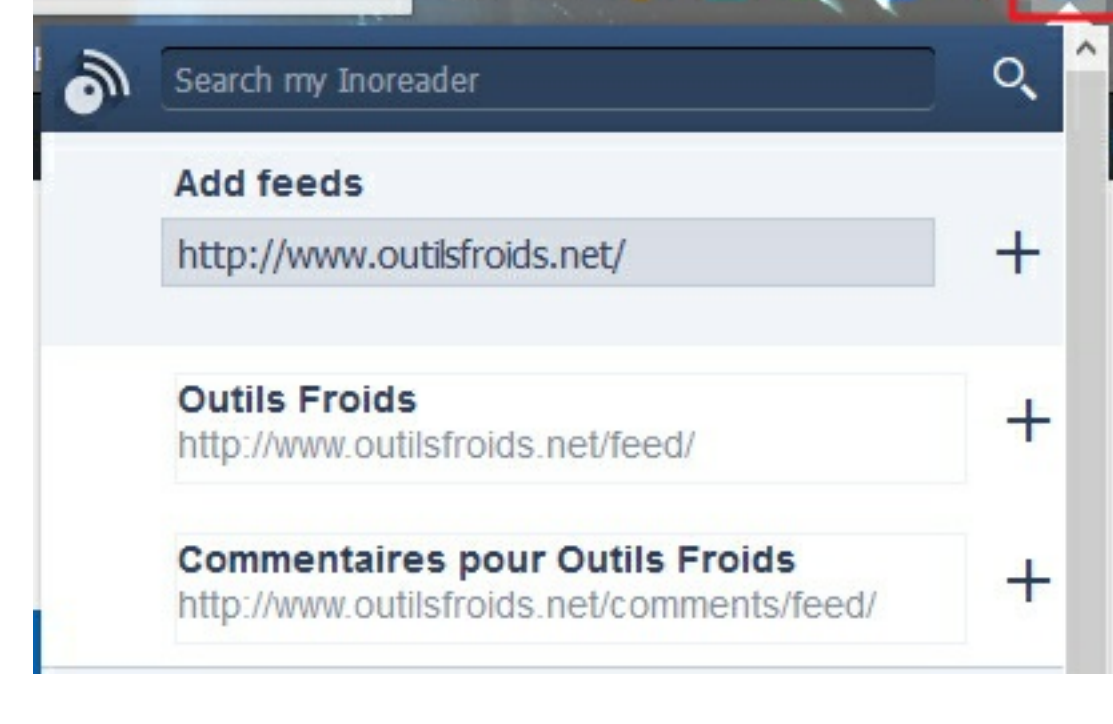 Search my Inoreader
Add feeds
http://www.outilsfroids.net/
Outils Froids
http://www.outilsfroids.net/feed/
Commentaires pour Outils Froids
http://www.outilsfroids.net/comments/feed/